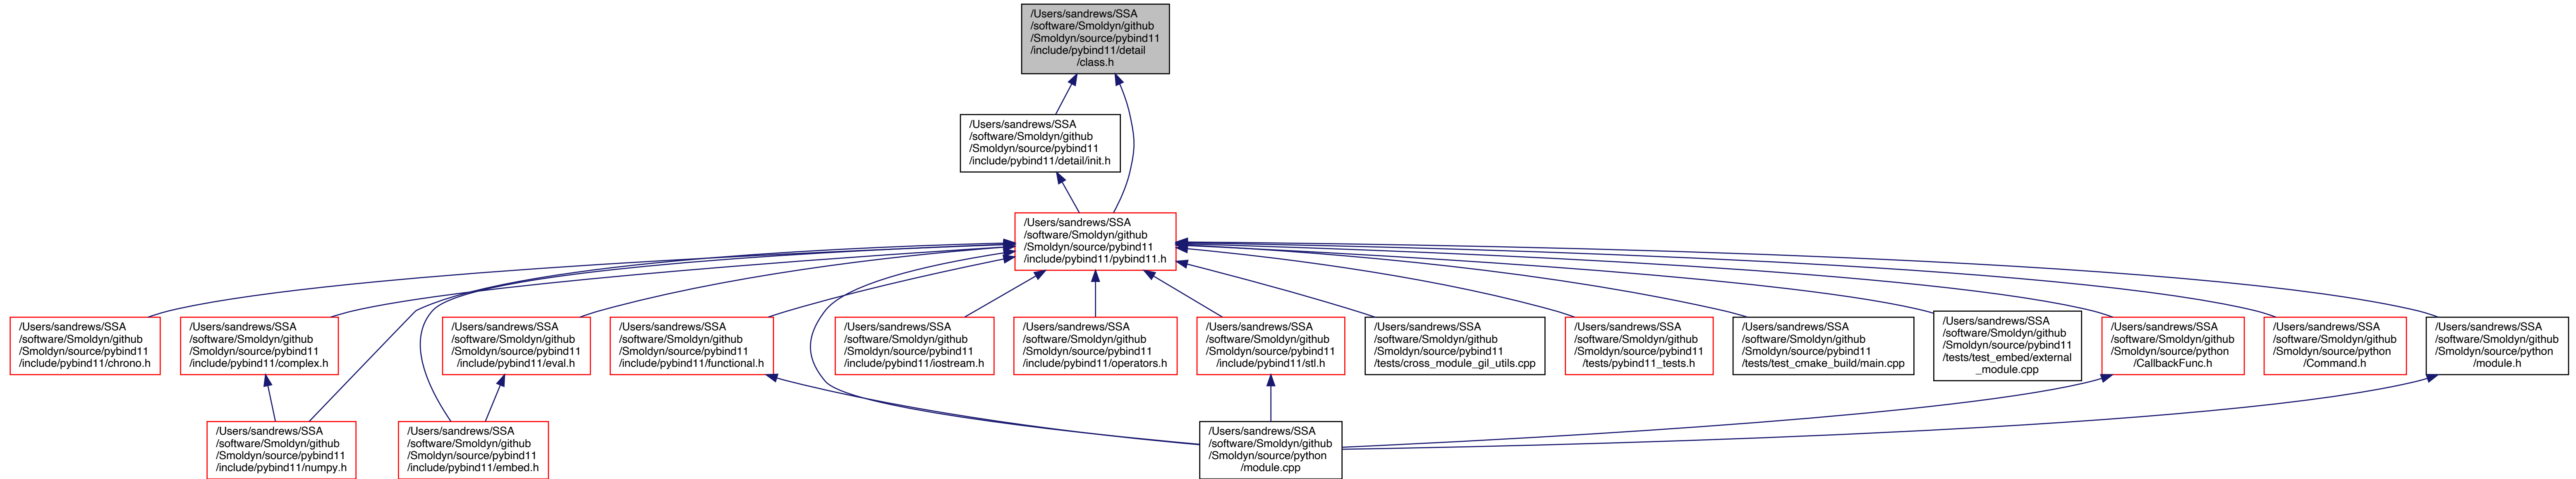 /Users/sandrews/SSA
/software/Smoldyn/github
/Smoldyn/source/pybind11
/include/pybind11/detail
/class.h
/Users/sandrews/SSA
/software/Smoldyn/github
/Smoldyn/source/pybind11
/include/pybind11/detail/init.h
/Users/sandrews/SSA
/software/Smoldyn/github
/Smoldyn/source/pybind11
/include/pybind11/pybind11.h
/Users/sandrews/SSA
/software/Smoldyn/github
/Smoldyn/source/pybind11
/include/pybind11/chrono.h
/Users/sandrews/SSA
/software/Smoldyn/github
/Smoldyn/source/pybind11
/include/pybind11/complex.h
/Users/sandrews/SSA
/software/Smoldyn/github
/Smoldyn/source/pybind11
/include/pybind11/eval.h
/Users/sandrews/SSA
/software/Smoldyn/github
/Smoldyn/source/pybind11
/include/pybind11/functional.h
/Users/sandrews/SSA
/software/Smoldyn/github
/Smoldyn/source/pybind11
/include/pybind11/iostream.h
/Users/sandrews/SSA
/software/Smoldyn/github
/Smoldyn/source/pybind11
/include/pybind11/operators.h
/Users/sandrews/SSA
/software/Smoldyn/github
/Smoldyn/source/pybind11
/include/pybind11/stl.h
/Users/sandrews/SSA
/software/Smoldyn/github
/Smoldyn/source/pybind11
/tests/cross_module_gil_utils.cpp
/Users/sandrews/SSA
/software/Smoldyn/github
/Smoldyn/source/pybind11
/tests/pybind11_tests.h
/Users/sandrews/SSA
/software/Smoldyn/github
/Smoldyn/source/pybind11
/tests/test_cmake_build/main.cpp
/Users/sandrews/SSA
/software/Smoldyn/github
/Smoldyn/source/pybind11
/tests/test_embed/external
_module.cpp
/Users/sandrews/SSA
/software/Smoldyn/github
/Smoldyn/source/python
/CallbackFunc.h
/Users/sandrews/SSA
/software/Smoldyn/github
/Smoldyn/source/python
/Command.h
/Users/sandrews/SSA
/software/Smoldyn/github
/Smoldyn/source/python
/module.h
/Users/sandrews/SSA
/software/Smoldyn/github
/Smoldyn/source/pybind11
/include/pybind11/numpy.h
/Users/sandrews/SSA
/software/Smoldyn/github
/Smoldyn/source/pybind11
/include/pybind11/embed.h
/Users/sandrews/SSA
/software/Smoldyn/github
/Smoldyn/source/python
/module.cpp